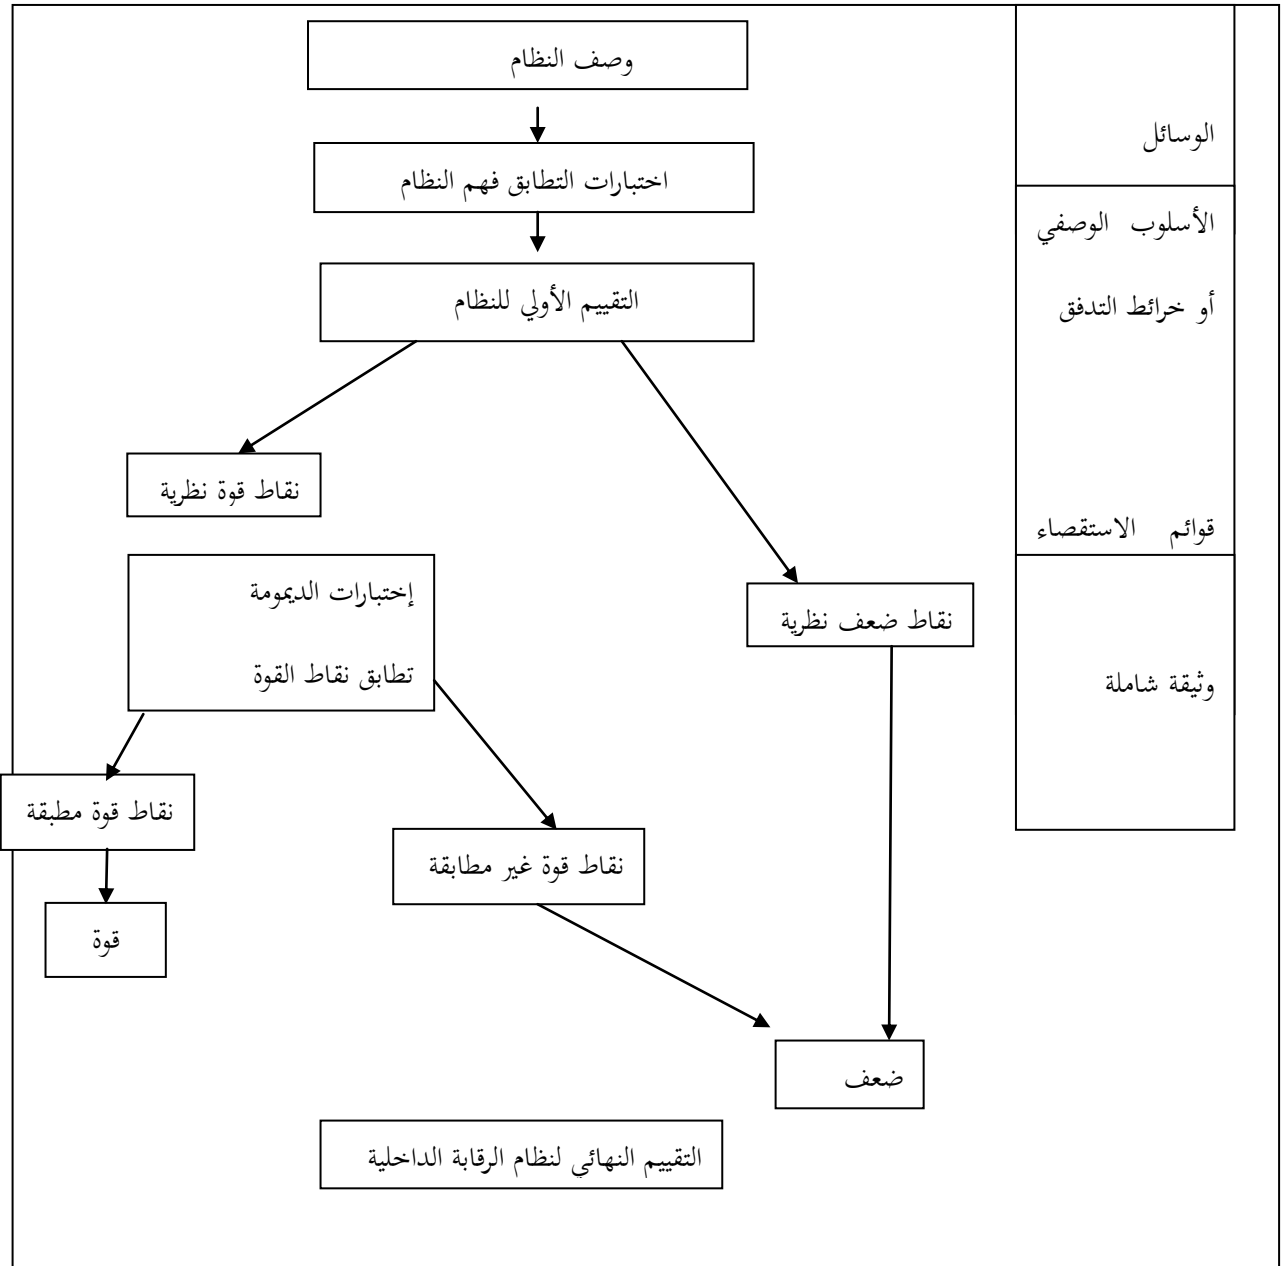 وصف النظام
الوسائل
اختبارات التطابق فهم النظام
الأسلوب الوصفي
أو خرائط التدفق
التقييم الأولي للنظام
نقاط قوة نظرية
قوائم الاستقصاء
إختبارات الديمومة
تطابق نقاط القوة
نقاط ضعف نظرية
وثيقة شاملة
نقاط قوة مطبقة
نقاط قوة غير مطابقة
قوة
ضعف
التقييم النهائي لنظام الرقابة الداخلية